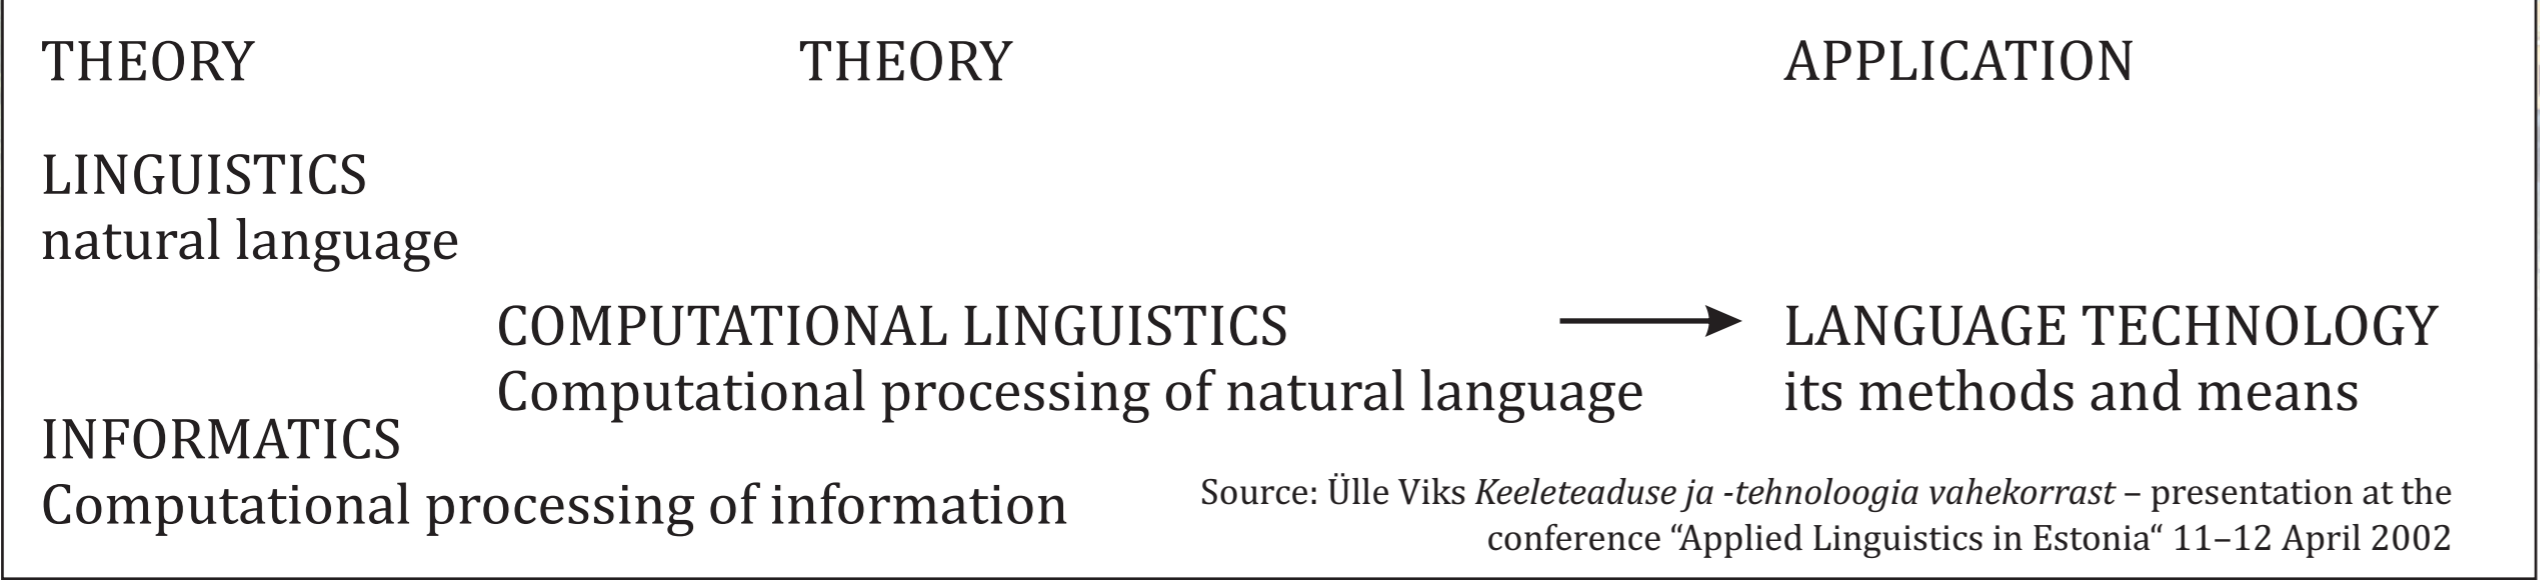 THEORY THEORY APPLICATION
LINGUISTICS
natural language
COMPUTATIONAL LINGUISTICS LANGUAGE TECHNOLOGY
Computational processing of natural language its methods and means
INFORMATICS
Computational processing of information
Source: Ülle Viks Keeleteaduse ja -tehnoloogia vahekorrast – presentation at the
conference “Applied Linguistics in Estonia“ 11–12 April 2002